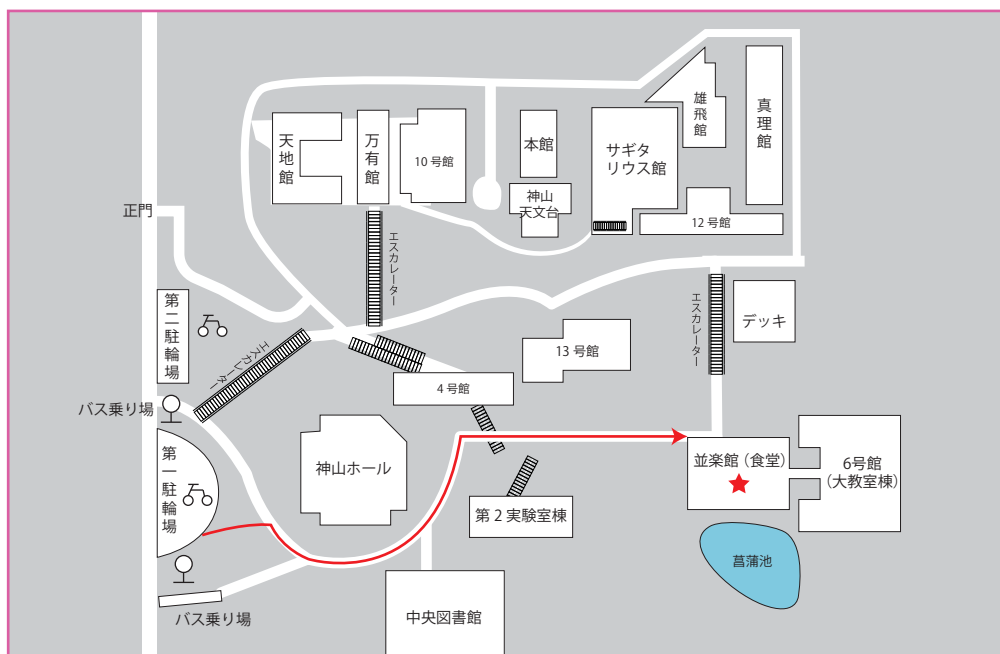 天地館
万有館
10 号館
本館
神山
天文台
サギタ
リウス館
雄飛館
真理館
12 号館
正門
エスカレーター
エスカレーター
デッキ
第二駐輪場
エスカレーター
13 号館
4 号館
バス乗り場
第一駐輪場
神山ホール
第 2 実験室棟
並楽館（食堂）
6号館
（大教室棟）
菖蒲池
バス乗り場
中央図書館